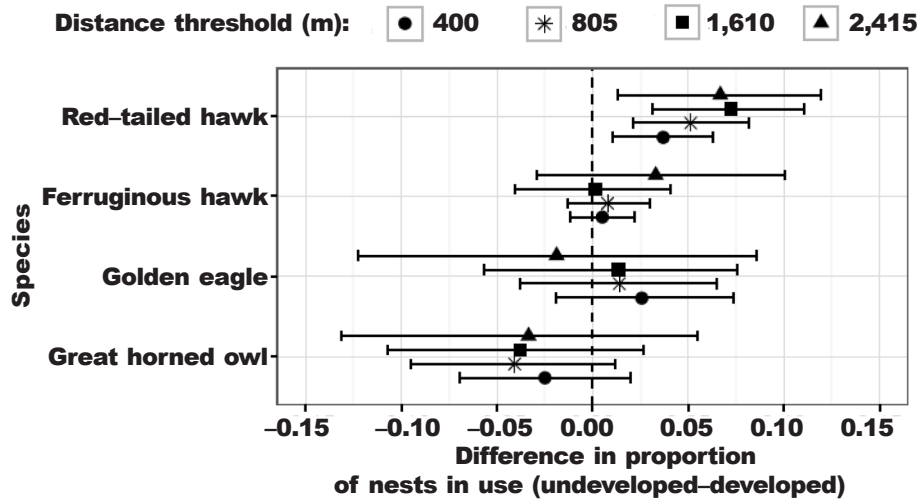 Distance threshold (m): 400 805 1,610 2,415
Red–tailed hawk
Ferruginous hawk
Golden eagle
Great horned owl
Species
–0.15 –0.10 –0.05 0.00 0.05 0.10 0.15
Difference in proportion
of nests in use (undeveloped–developed)